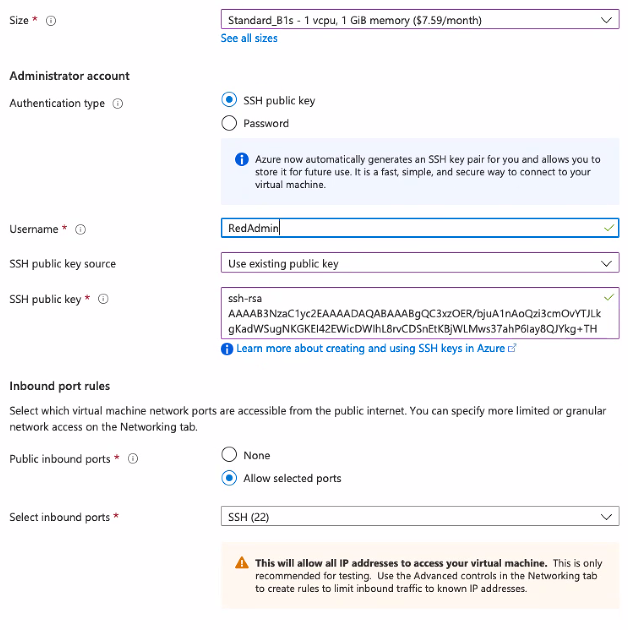 Size *
Standard_B1s - 1 vcpu, 1 GiB memory ($7.59/month)
See all sizes
Administrator account
Authentication type
SSH public key
Password
Azure now automatically generates an SSH key pair for you and allows you to
store it for future use. It is a fast, simple, and secure way to connect to your
virtual machine.
Username *
RedAdmin
SSH public key source
Use existing public key
SSH public key *
ssh-rsa
AAAAB3NzaC1yc2EAAAADAQABAAABgQC3xzOER/bjuA1nAoQzi3cmOvYTJLk
gKadWSugNKGKEI42EWicDWIhL8rvCDSnEtKBjWLMws37ahP6Iay8QJYkg+TH
Learn more about creating and using SSH keys in Azure
Inbound port rules
Select which virtual machine network ports are accessible from the public internet. You can specify more limited or granular
network access on the Networking tab.
Public inbound ports *
None
Allow selected ports
Select inbound ports *
SSH (22)
This will allow all IP addresses to access your virtual machine. This is only
recommended for testing. Use the Advanced controls in the Networking tab
to create rules to limit inbound traffic to known IP addresses.